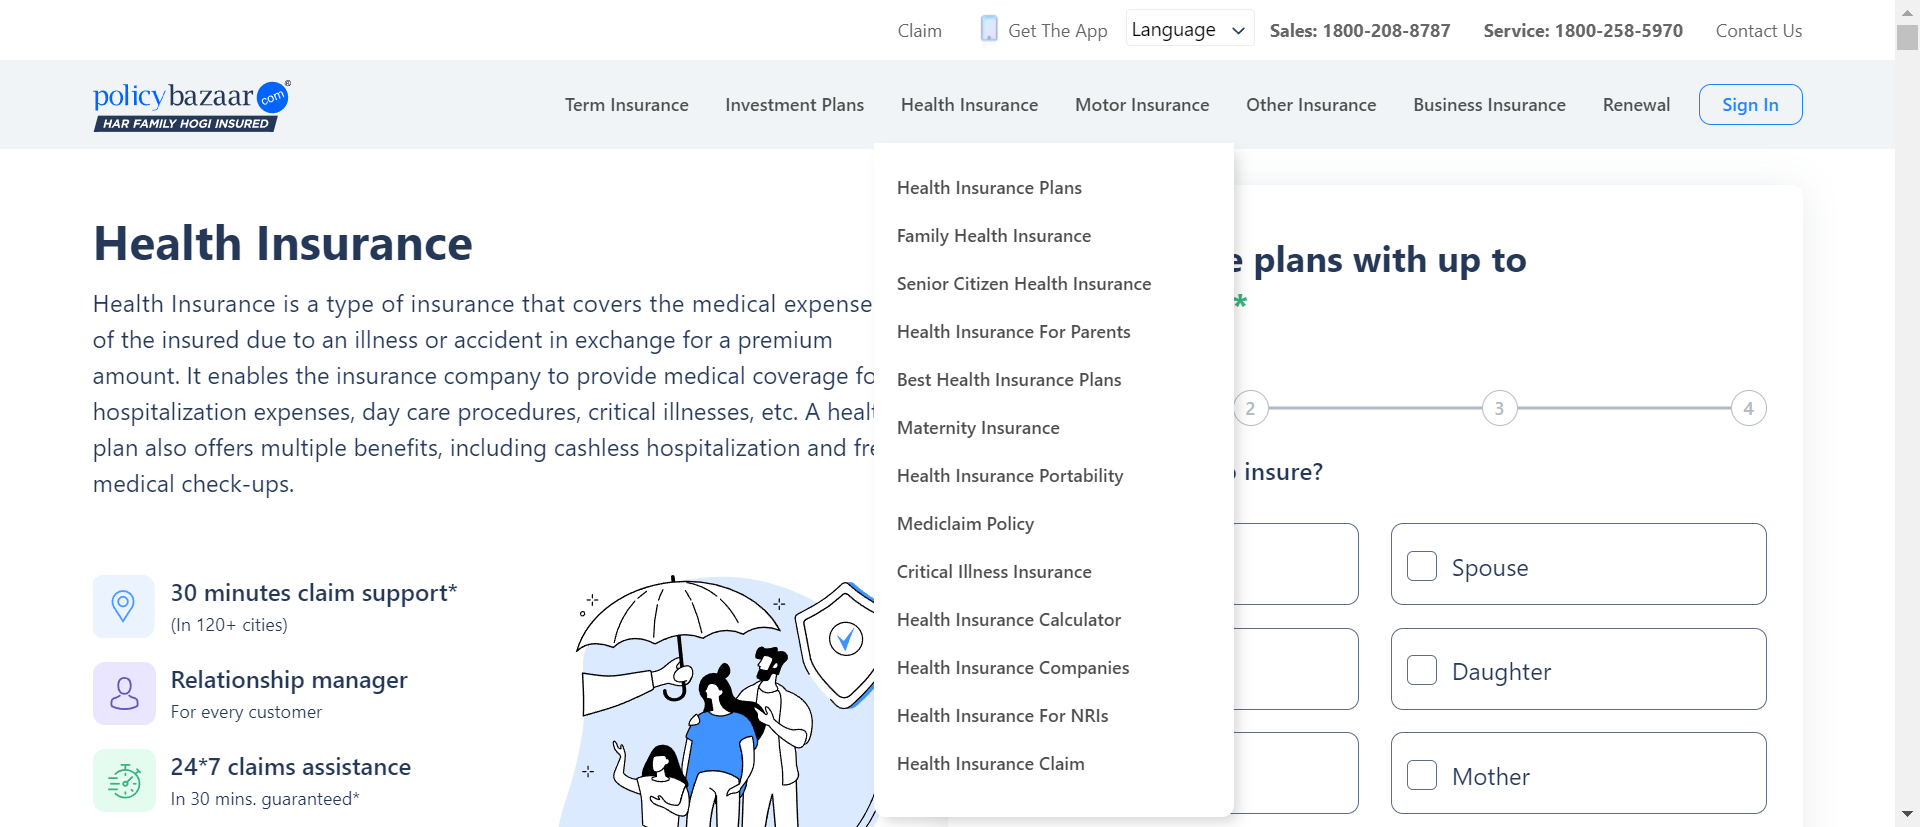 Claim
Get The App
Language
Sales: 1800-208-8787
Service: 1800-258-5970
Contact Us
policybazaar com ®
HAR FAMILY HOGI INSURED
Term Insurance
Investment Plans
Health Insurance
Motor Insurance
Other Insurance
Business Insurance
Renewal
Sign In
Health Insurance
Health Insurance is a type of insurance that covers the medical expense
of the insured due to an illness or accident in exchange for a premium
amount. It enables the insurance company to provide medical coverage fo
hospitalization expenses, day care procedures, critical illnesses, etc. A healt
plan also offers multiple benefits, including cashless hospitalization and fre
medical check-ups.
30 minutes claim support*
(In 120+ cities)
Relationship manager
For every customer
24*7 claims assistance
In 30 mins. guaranteed*
Health Insurance Plans
Family Health Insurance
Senior Citizen Health Insurance
Health Insurance For Parents
Best Health Insurance Plans
Maternity Insurance
Health Insurance Portability
Mediclaim Policy
Critical Illness Insurance
Health Insurance Calculator
Health Insurance Companies
Health Insurance For NRIs
Health Insurance Claim
e plans with up to
*
2
3
4
insure?
Spouse
Daughter
Mother